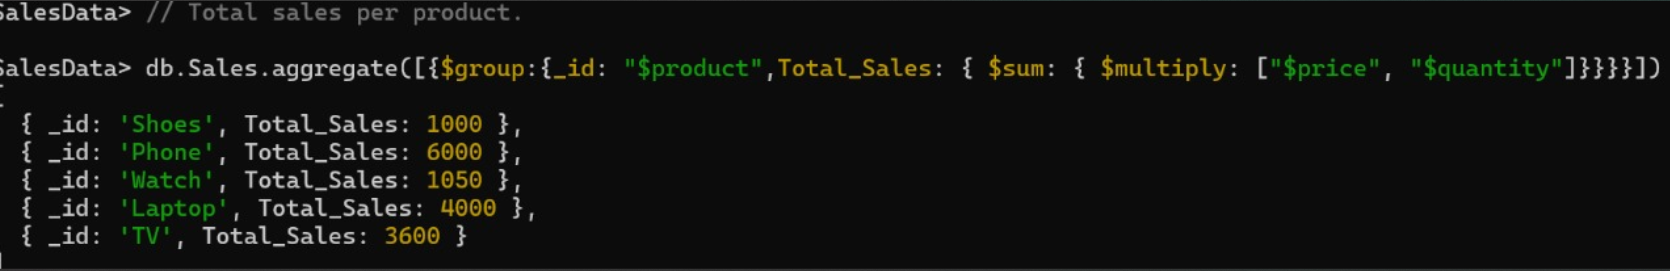 SalesData> // Total sales per product.
SalesData> db.Sales.aggregate([{$group:{_id: "$product",Total_Sales: { $sum: { $multiply: ["$price", "$quantity"]}}}}])
[
{ _id: 'Shoes', Total_Sales: 1000 },
{ _id: 'Phone', Total_Sales: 6000 },
{ _id: 'Watch', Total_Sales: 1050 },
{ _id: 'Laptop', Total_Sales: 4000 },
{ _id: 'TV', Total_Sales: 3600 }
]